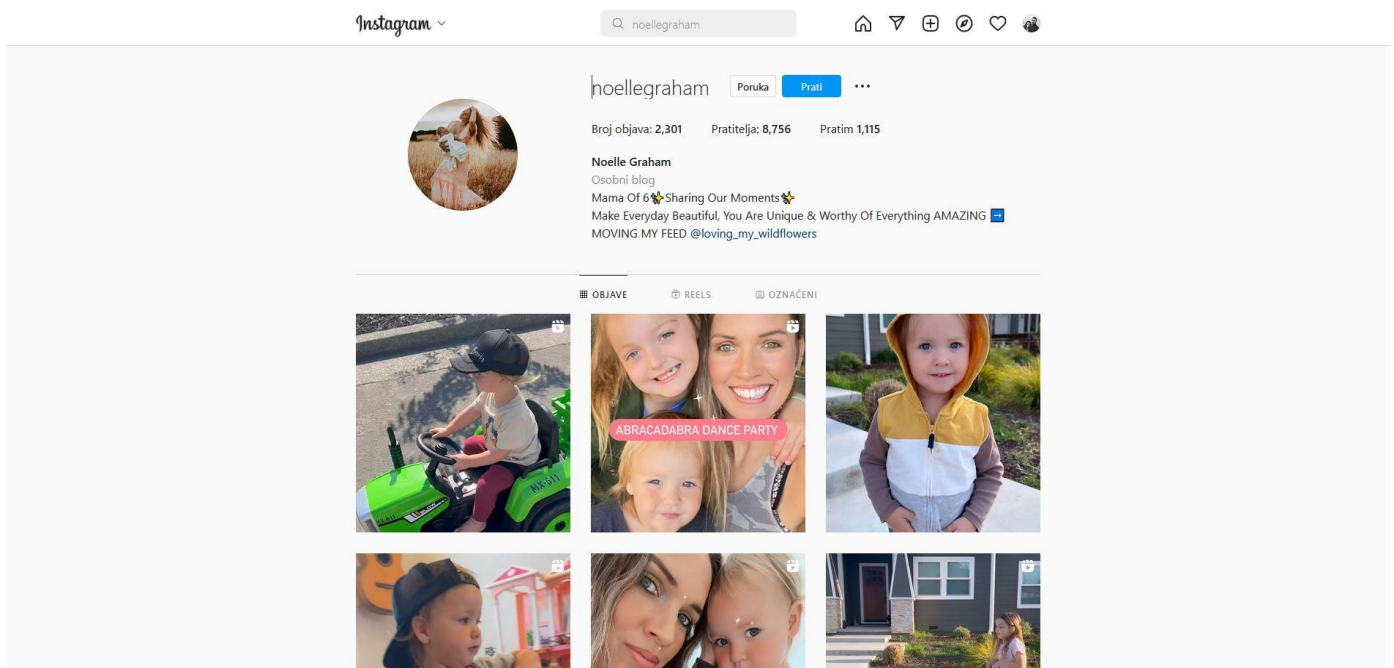 Instagram
noellegraham
noellegraham Poruka Prati
Broj objava: 2,301 Pratitelja: 8,756 Pratim 1,115
Noelle Graham
Osobni blog
Mama Of 6✨Sharing Our Moments✨
Make Everyday Beautiful, You Are Unique & Worthy Of Everything AMAZING ➡️
MOVING MY FEED @loving_my_wildflowers
OBJAVE REELS OZNAČENI
ABRACADABRA DANCE PARTY
MX-611